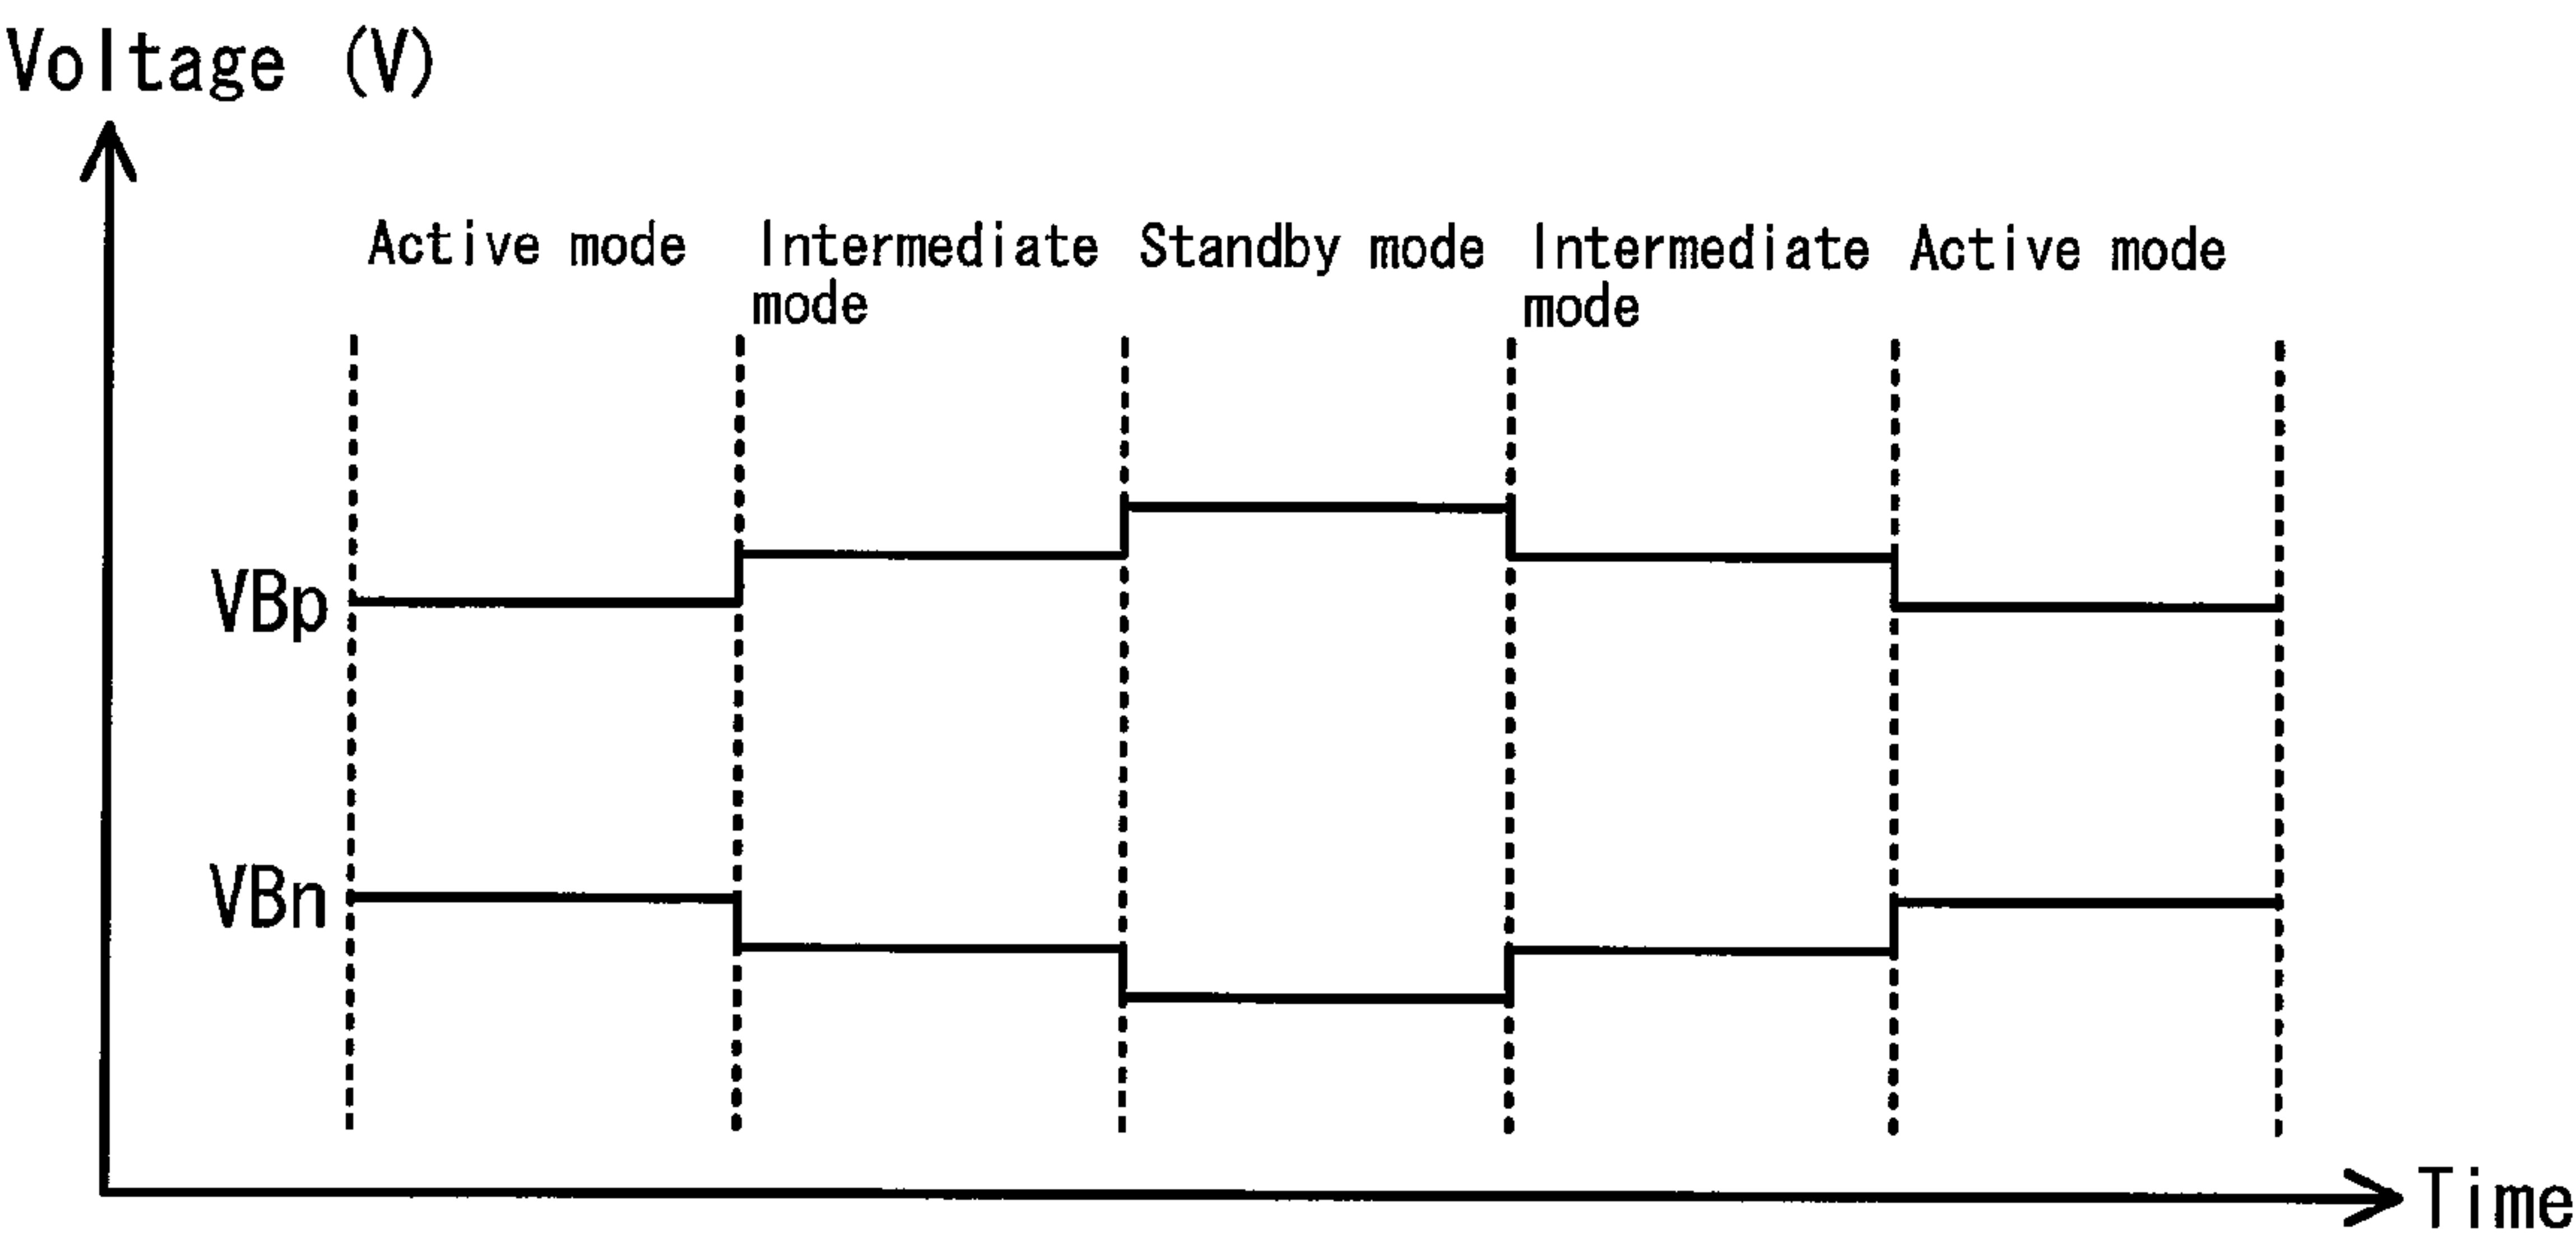 Voltage (V)
Active mode
Intermediate
mode
Standby mode
Intermediate
mode
Active mode
VBp
VBn
Time